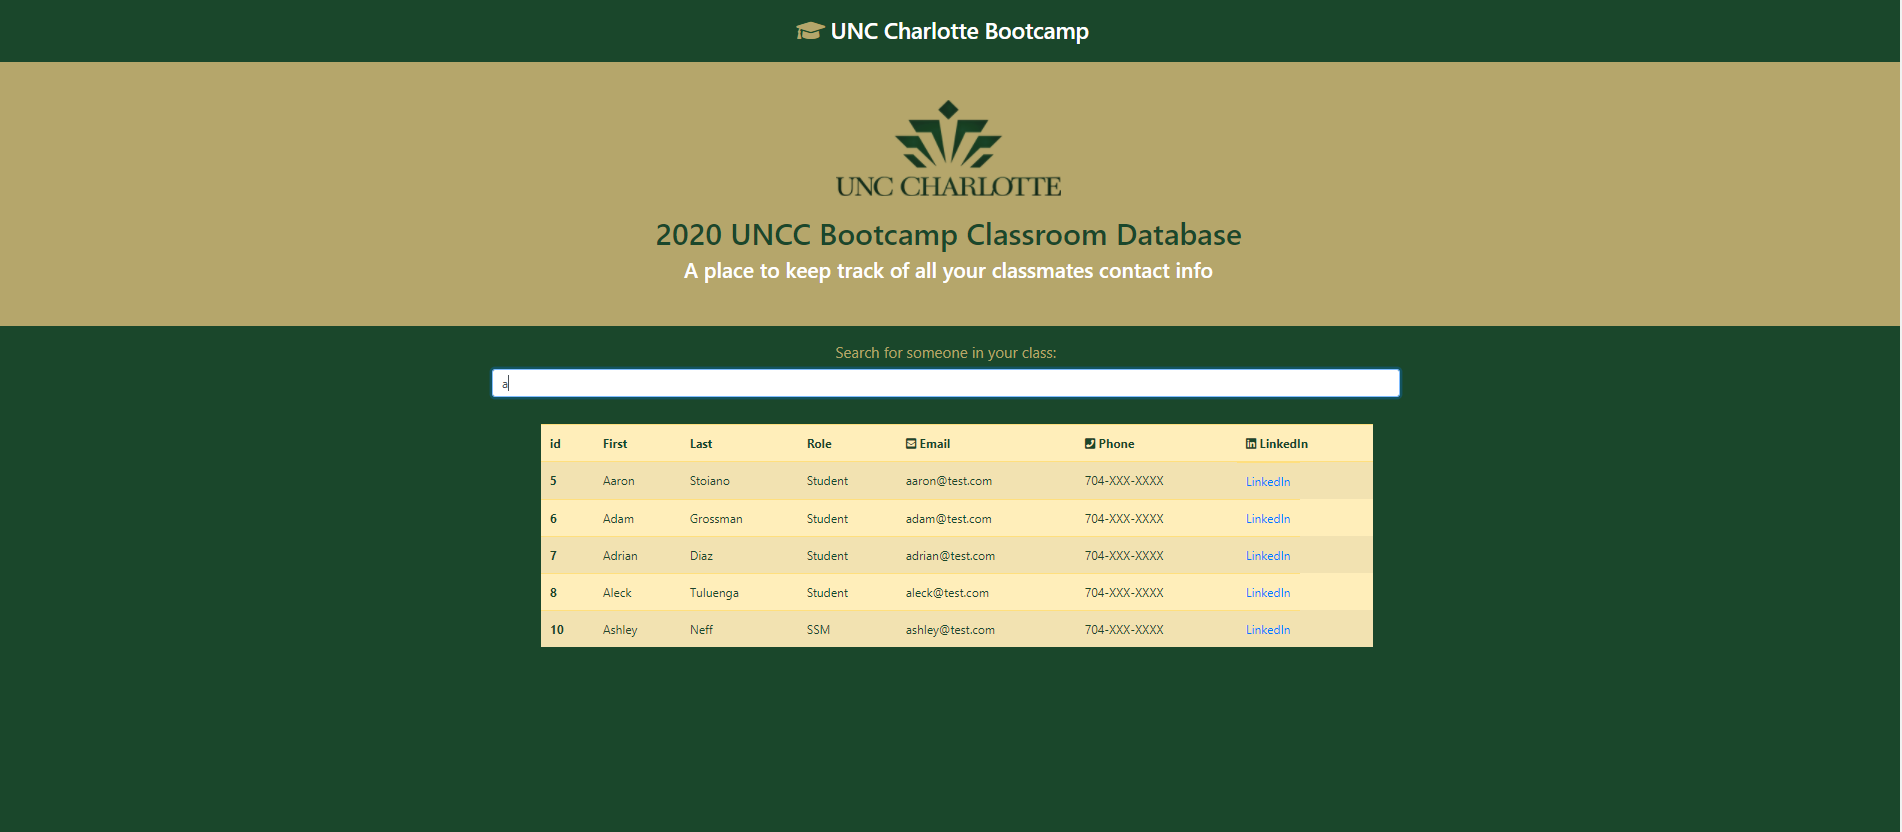 UNC Charlotte Bootcamp
UNC CHARLOTTE
2020 UNCC Bootcamp Classroom Database
A place to keep track of all your classmates contact info
Search for someone in your class:
a
id First Last Role Email Phone LinkedIn
5 Aaron Stoiano Student aaron@test.com 704-XXX-XXXX LinkedIn
6 Adam Grossman Student adam@test.com 704-XXX-XXXX LinkedIn
7 Adrian Diaz Student adrian@test.com 704-XXX-XXXX LinkedIn
8 Aleck Tuluenga Student aleck@test.com 704-XXX-XXXX LinkedIn
10 Ashley Neff SSM ashley@test.com 704-XXX-XXXX LinkedIn